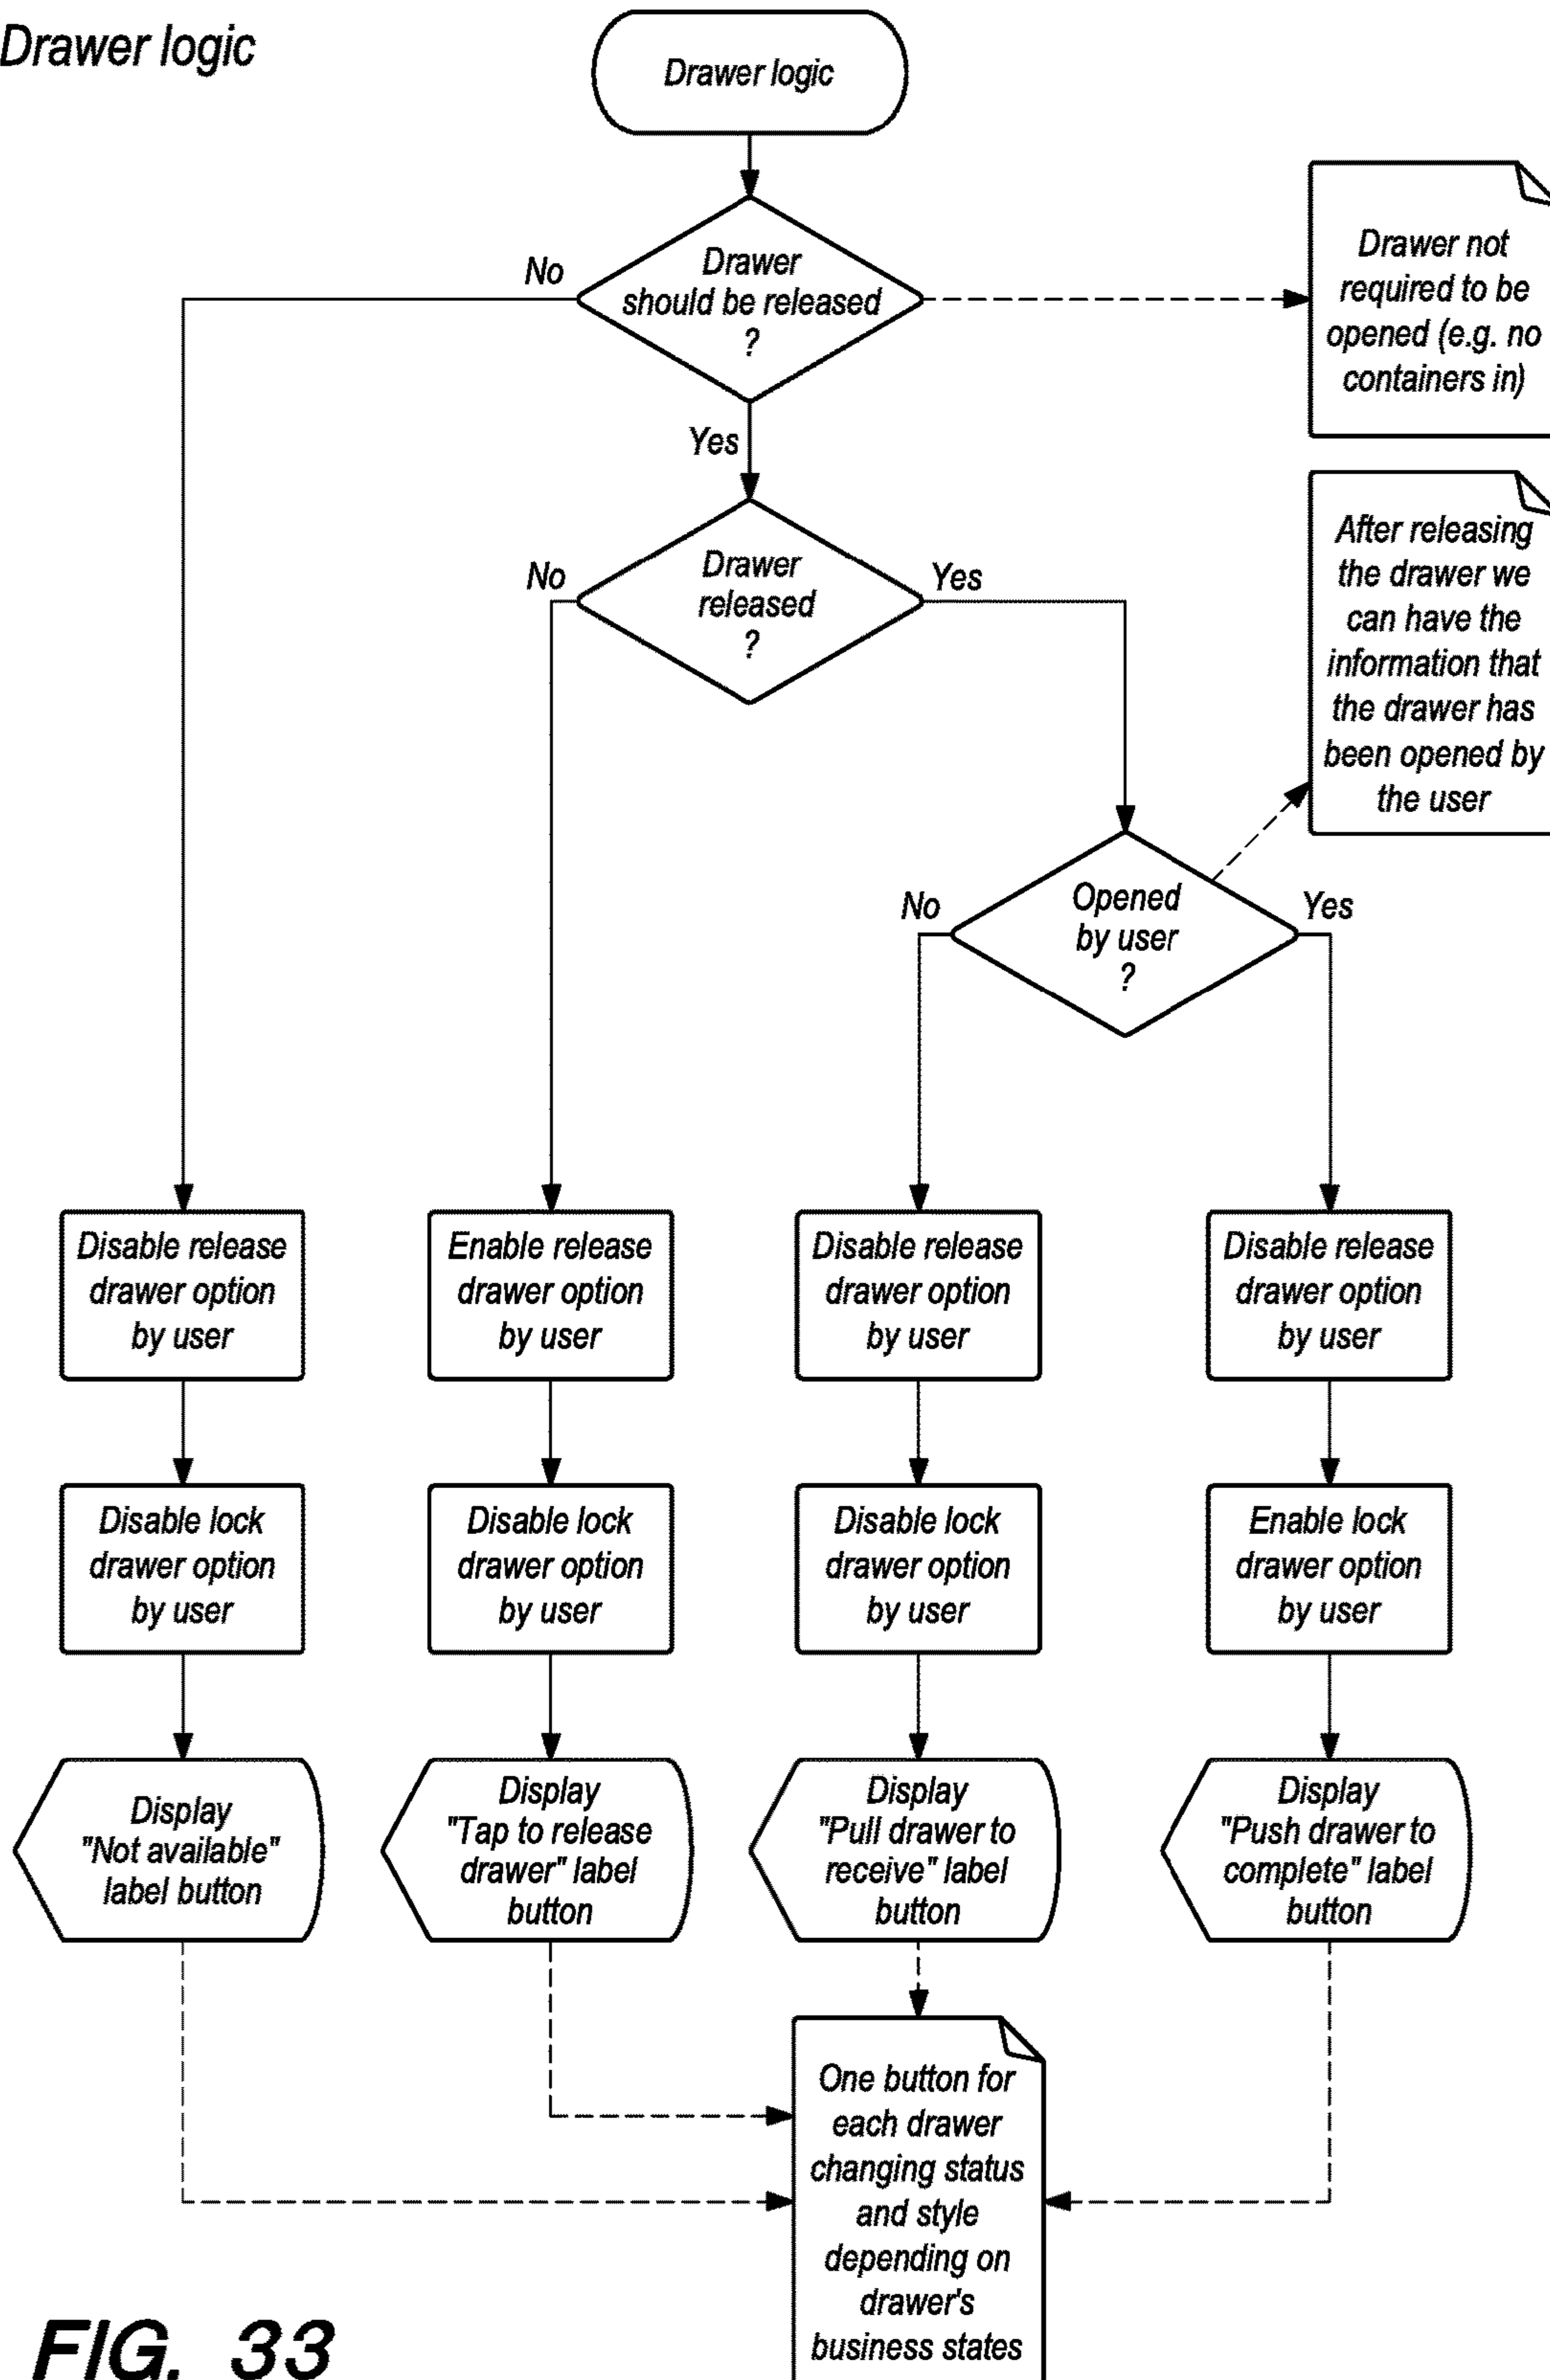 Drawer logic
Drawer logic
Drawer
should be released
?
No
Yes
Drawer not
required to be
opened (e.g. no
containers in)
Drawer
released
?
No
Yes
After releasing
the drawer we
can have the
information that
the drawer has
been opened by
the user
Opened
by user
?
No
Yes
Disable release
drawer option
by user
Enable release
drawer option
by user
Disable release
drawer option
by user
Disable release
drawer option
by user
Disable lock
drawer option
by user
Disable lock
drawer option
by user
Disable lock
drawer option
by user
Enable lock
drawer option
by user
Display
"Not available"
label button
Display
"Tap to release
drawer" label
button
Display
"Pull drawer to
receive" label
button
Display
"Push drawer to
complete" label
button
One button for
each drawer
changing status
and style
depending on
drawer's
business states
FIG. 33